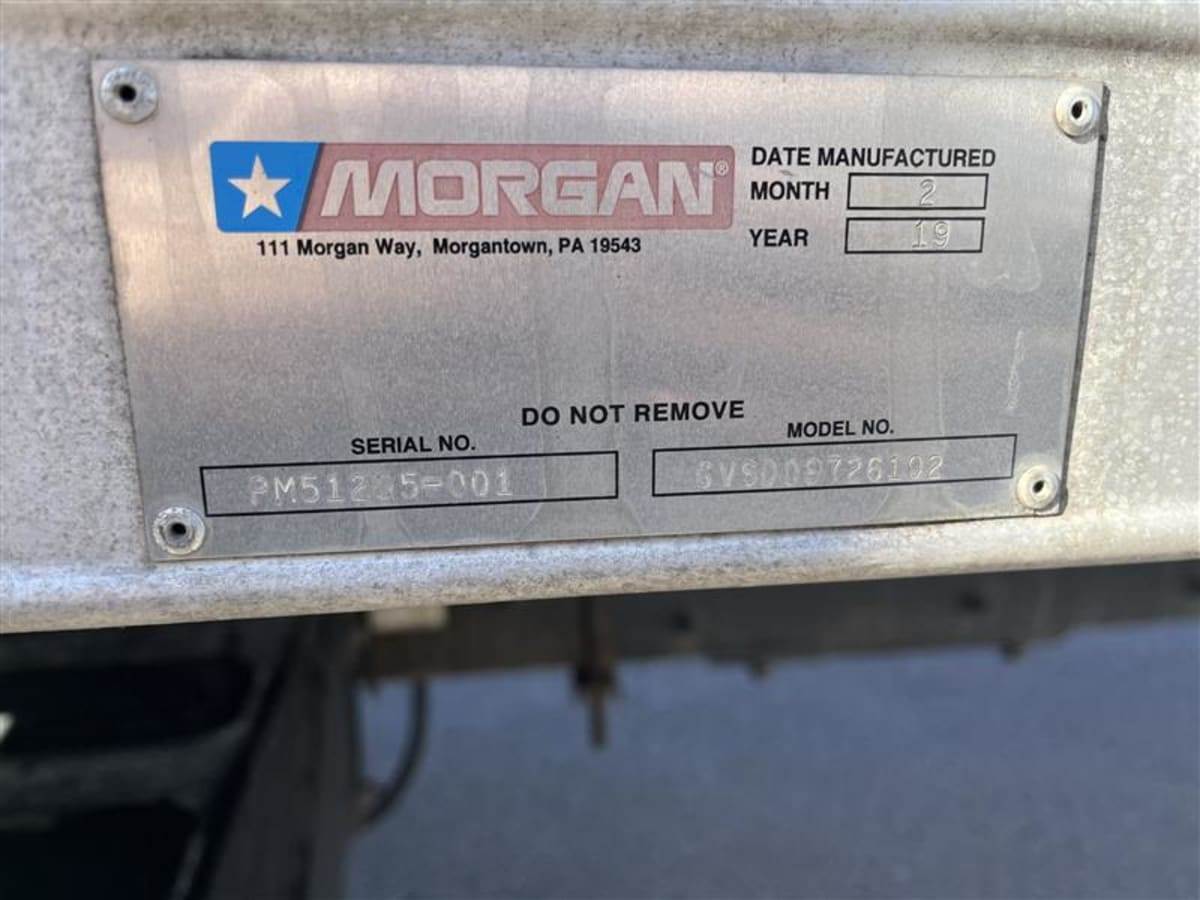 MORGAN®
111 Morgan Way, Morgantown, PA 19543
DATE MANUFACTURED
MONTH 2
YEAR 19
DO NOT REMOVE
SERIAL NO.
MODEL NO.